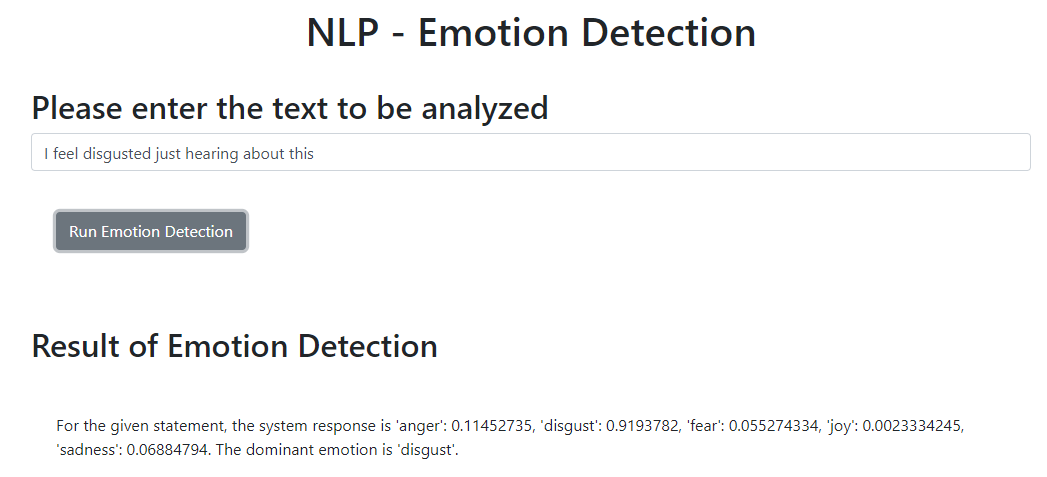 NLP - Emotion Detection
Please enter the text to be analyzed
I feel disgusted just hearing about this
Run Emotion Detection
Result of Emotion Detection
For the given statement, the system response is 'anger': 0.11452735, 'disgust': 0.9193782, 'fear': 0.055274334, 'joy': 0.0023334245,
'sadness': 0.06884794. The dominant emotion is 'disgust'.